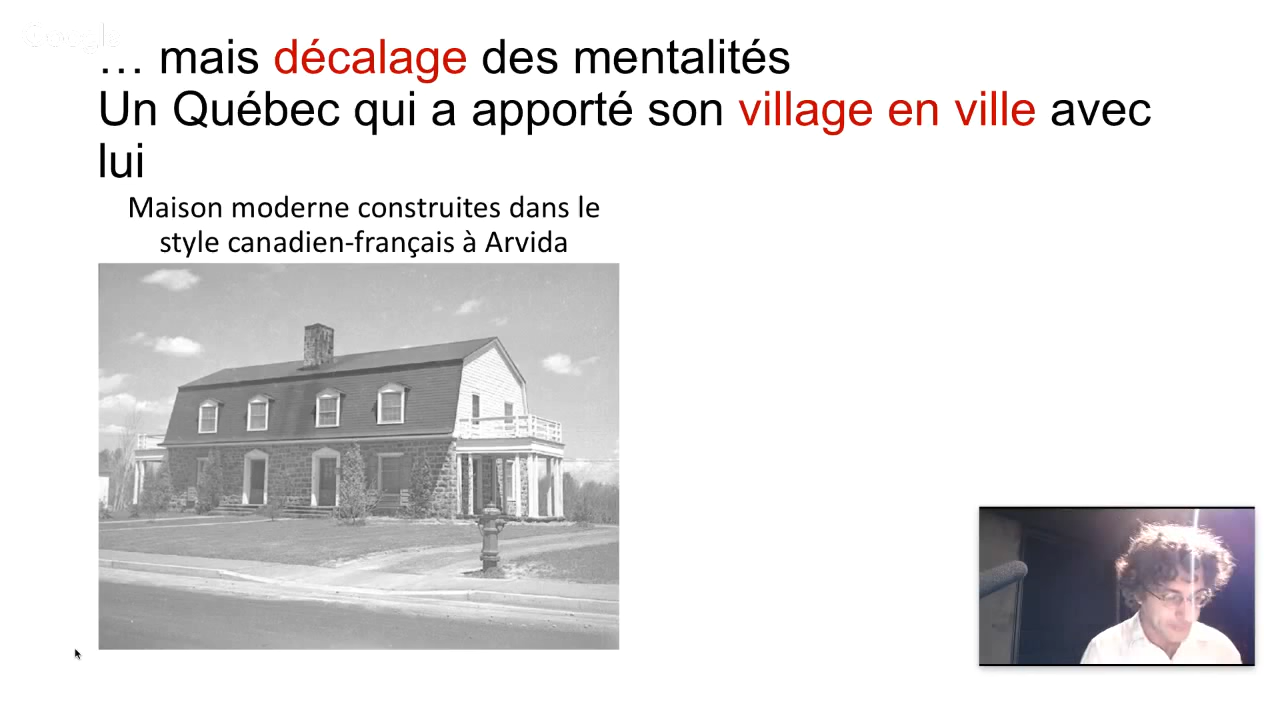 Google
… mais décalage des mentalités
Un Québec qui a apporté son village en ville avec
lui
Maison moderne construites dans le
style canadien-français à Arvida